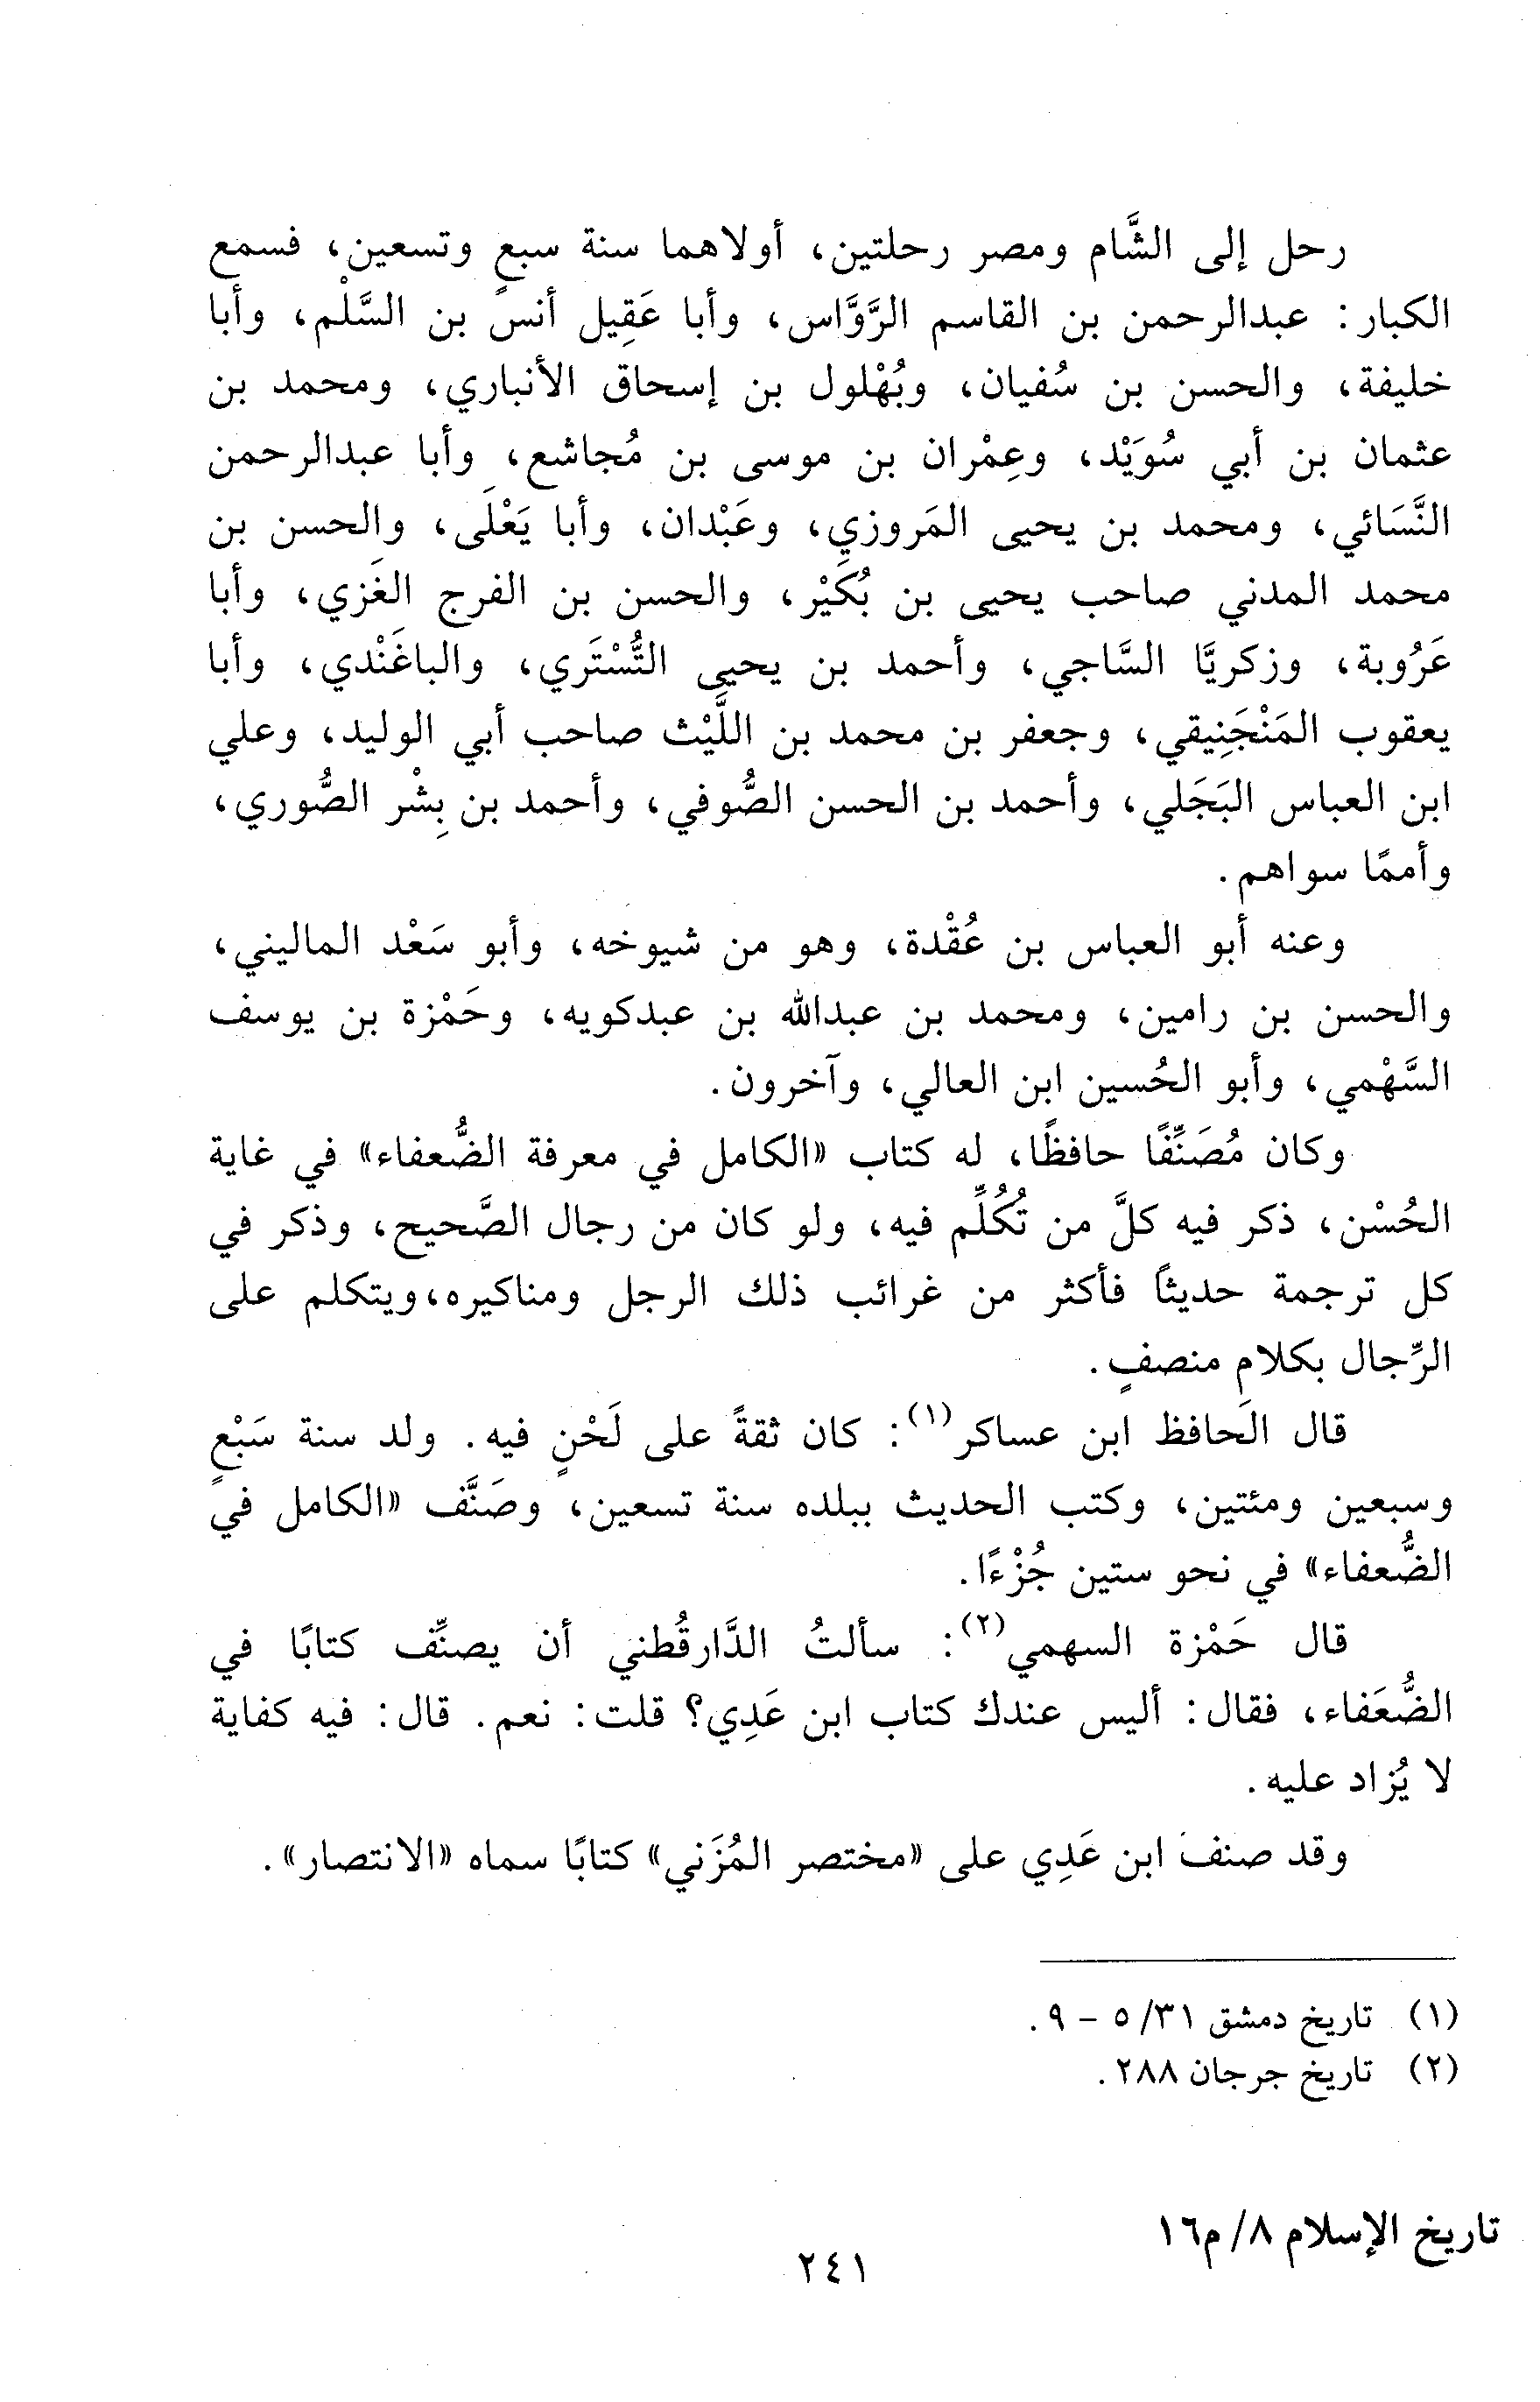 رحل إلى الشَّام ومصر رحلتين، أولاهما سنة سبعٍ وتسعين، فسمع
الكبار: عبدالرحمن بن القاسم الرَّوَّاس، وأبا عَقِيل أنس بن السَّلْم، وأبا
خليفة، والحسن بن سُفيان، وبُهْلول بن إسحاق الأنباري، ومحمد بن
عثمان بن أبي سُوَيْد، وعِمْران بن موسى بن مُجاشع، وأبا عبدالرحمن
النَّسَائي، ومحمد بن يحيى المَروزي، وعَبْدان، وأبا يَعْلَى، والحسن بن
محمد المدني صاحب يحيى بن بُكَيْر، والحسن بن الفرج الغَزي، وأبا
عَرُوبة، وزكريَّا السَّاجي، وأحمد بن يحيى التُّسْتَري، والباغَنْدي، وأبا
يعقوب المَنْجَنِيقي، وجعفر بن محمد بن اللَّيْث صاحب أبي الوليد، وعلي
ابن العباس البَجَلي، وأحمد بن الحسن الصُّوفي، وأحمد بن بِشْر الصُّوري،
وأممًا سواهم.
وعنه أبو العباس بن عُقْدة، وهو من شيوخه، وأبو سَعْد الماليني،
والحسن بن رامين، ومحمد بن عبدالله بن عبدكويه، وحَمْزة بن يوسف
السَّهْمي، وأبو الحُسين ابن العالي، وآخرون.
وكان مُصَنِّفًا حافظًا، له كتاب «الكامل في معرفة الضُّعفاء» في غاية
الحُسْن، ذكر فيه كلَّ من تُكُلِّم فيه، ولو كان من رجال الصَّحيح، وذكر في
كل ترجمة حديثًا فأكثر من غرائب ذلك الرجل ومناكيره، ويتكلم على
الرِّجال بكلامٍ منصفٍ.
قال الحافظ ابن عساكر(١): كان ثقةً على لَحْنٍ فيه. ولد سنة سَبْعٍ
وسبعين ومئتين، وكتب الحديث ببلده سنة تسعين، وصَنَّف «الكامل في
الضُّعفاء» في نحو ستين جُزْءًا.
قال حَمْزة السهمي(٢): سألتُ الدَّارقُطني أن يصنِّف كتابًا في
الضُّعَفاء، فقال: أليس عندك كتاب ابن عَدِي؟ قلت: نعم. قال: فيه كفاية
لا يُزاد عليه.
وقد صنف ابن عَدِي على «مختصر المُزَني» كتابًا سماه «الانتصار».
(١) تاريخ دمشق ٣١/ ٥ - ٩.
(٢) تاريخ جرجان ٢٨٨.
تاريخ الإسلام ٨/ م١٦
٢٤١